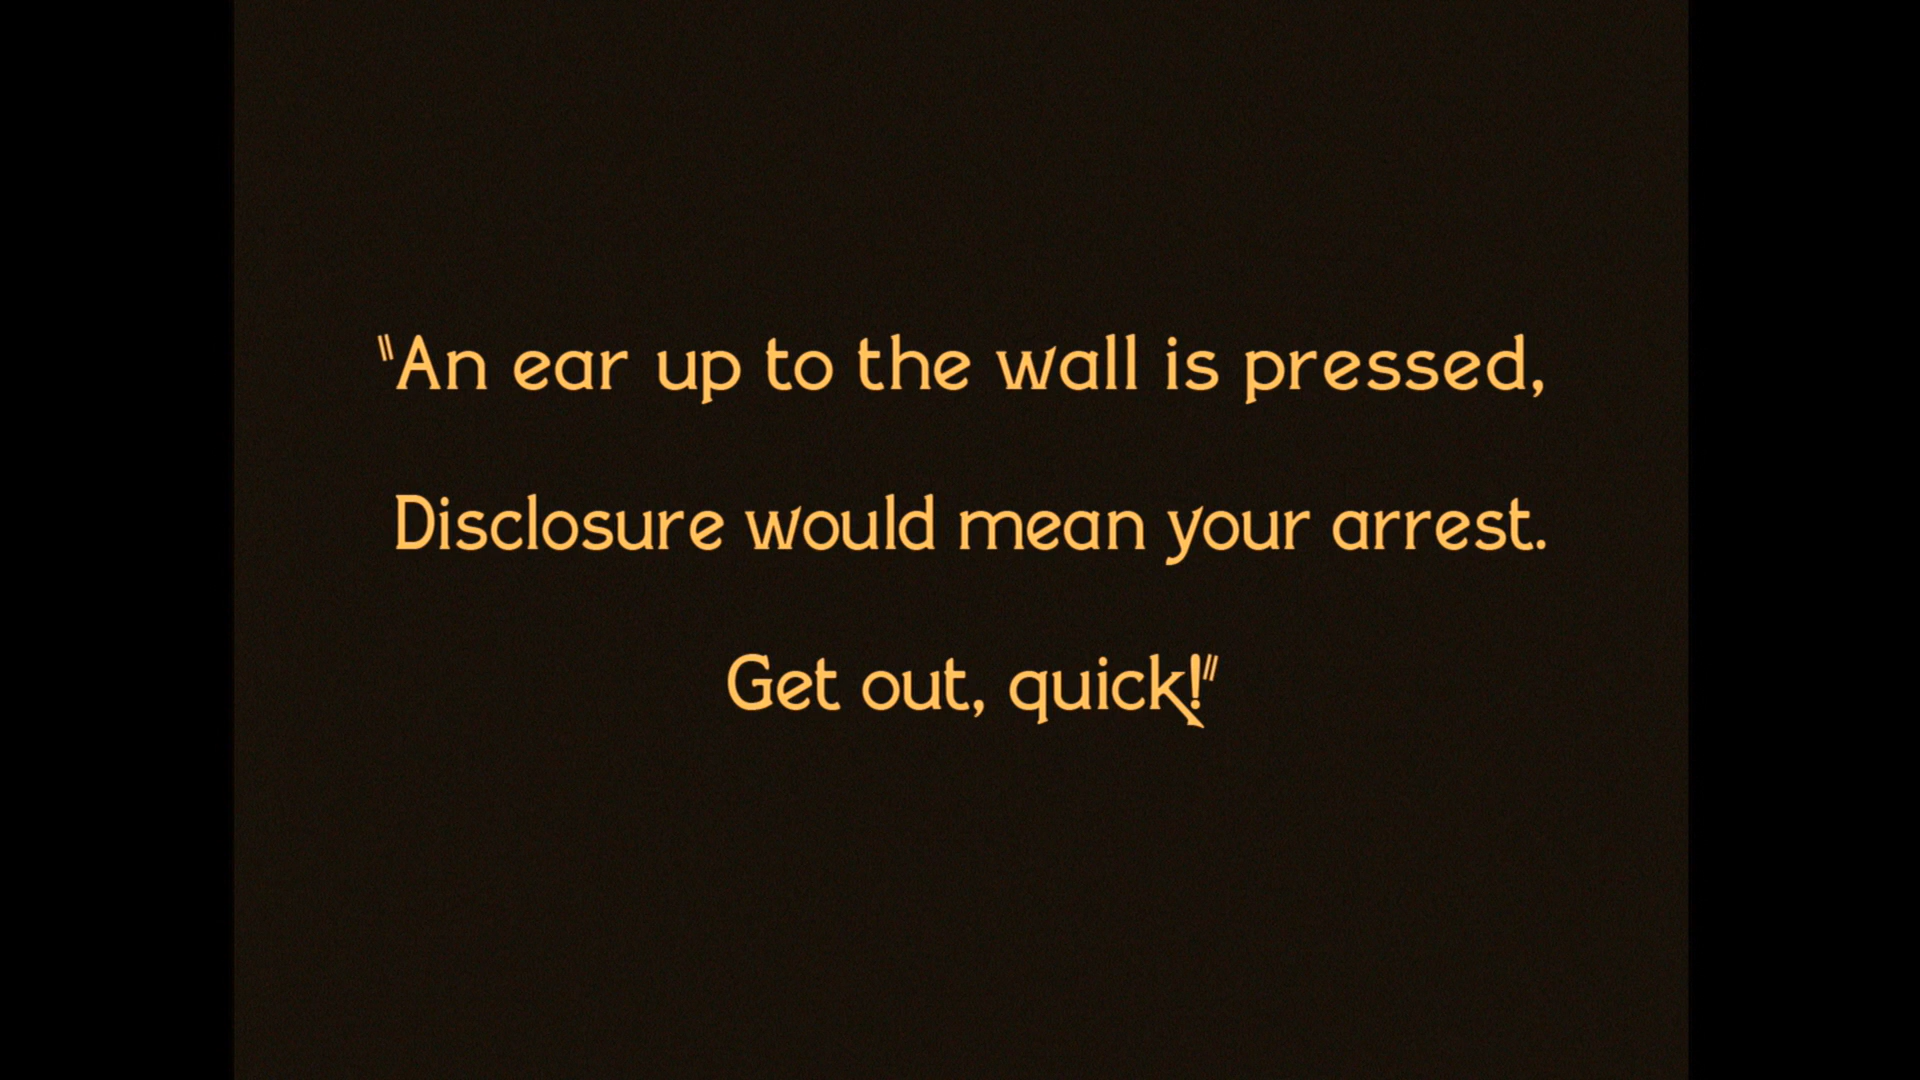 "An ear up to the wall is pressed,
Disclosure would mean your arrest.
Get out, quick!"